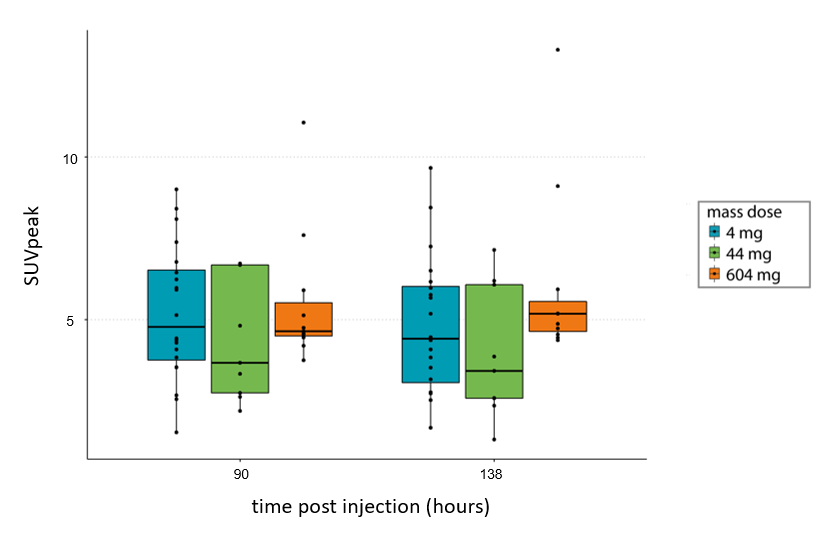 10
5
SUVpeak
90
138
time post injection (hours)
mass dose
4 mg
44 mg
604 mg